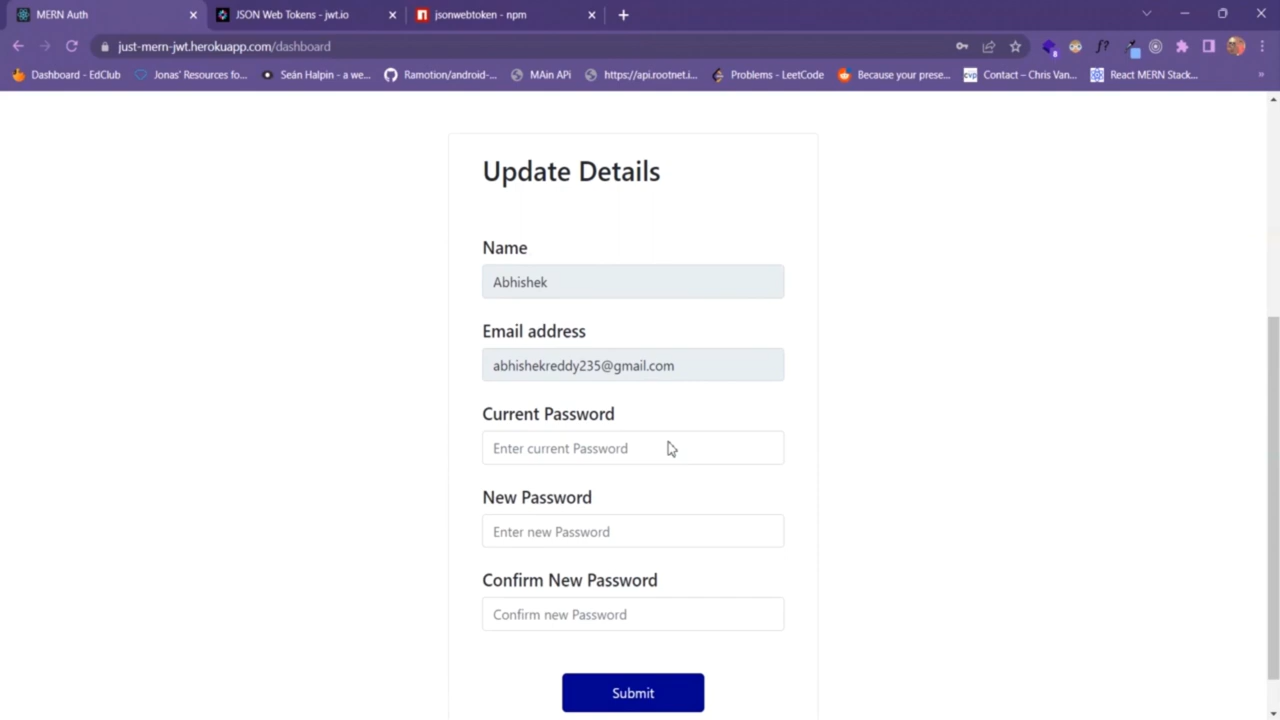 MERN Auth
JSON Web Tokens - jwt.io
jsonwebtoken - npm
just-mern-jwt.herokuapp.com/dashboard
Dashboard - EdClub
Jonas' Resources fo...
Seán Halpin - a we...
Ramotion/android-...
MAin APi
https://api.rootnet.i...
Problems - LeetCode
Because your prese...
cvp
Contact – Chris Van...
React MERN Stack...
Update Details
Name
Abhishek
Email address
abhishekreddy235@gmail.com
Current Password
Enter current Password
New Password
Enter new Password
Confirm New Password
Confirm new Password
Submit